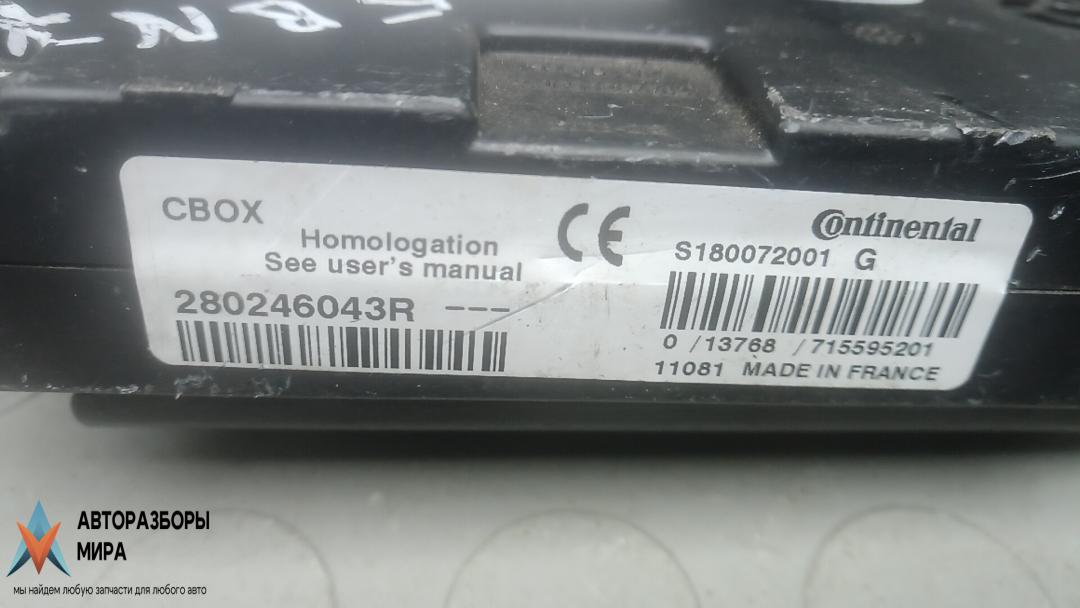 CBOX
Homologation
See user's manual
280246043R ---
CE
Continental
S180072001 G
0 /13768 /715595201
11081 MADE IN FRANCE
АВТОРАЗБОРЫ
МИРА
мы найдем любую запчасти для любого авто